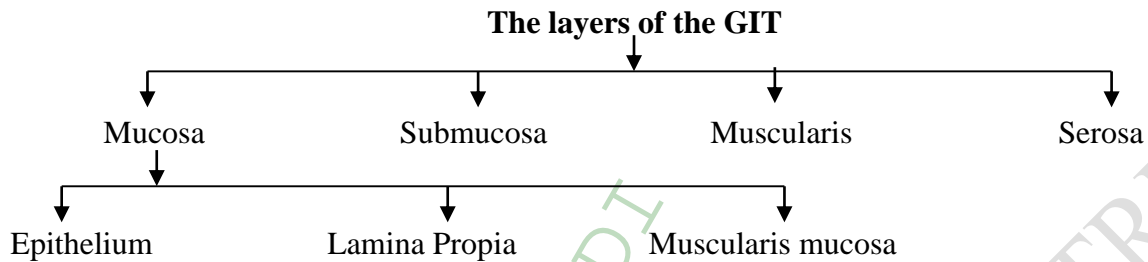 The layers of the GIT
Mucosa Submucosa Muscularis Serosa
Epithelium Lamina Propia Muscularis mucosa